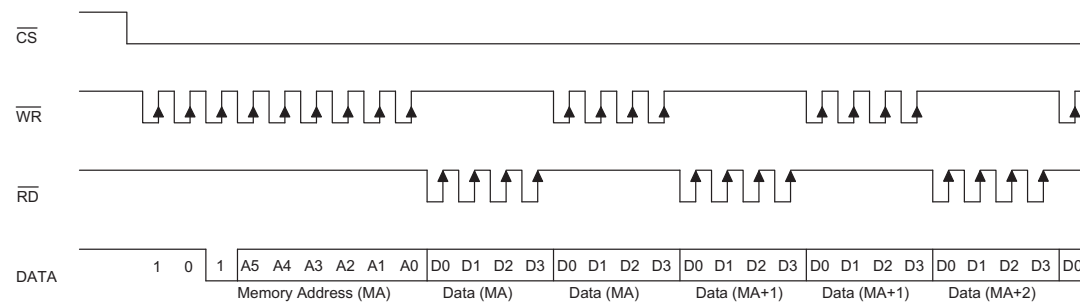 CS
WR
RD
DATA 1 0 1 A5 A4 A3 A2 A1 A0 D0 D1 D2 D3 D0 D1 D2 D3 D0 D1 D2 D3 D0 D1 D2 D3 D0 D1 D2 D3 D0
Memory Address (MA) Data (MA) Data (MA) Data (MA+1) Data (MA+1) Data (MA+2)